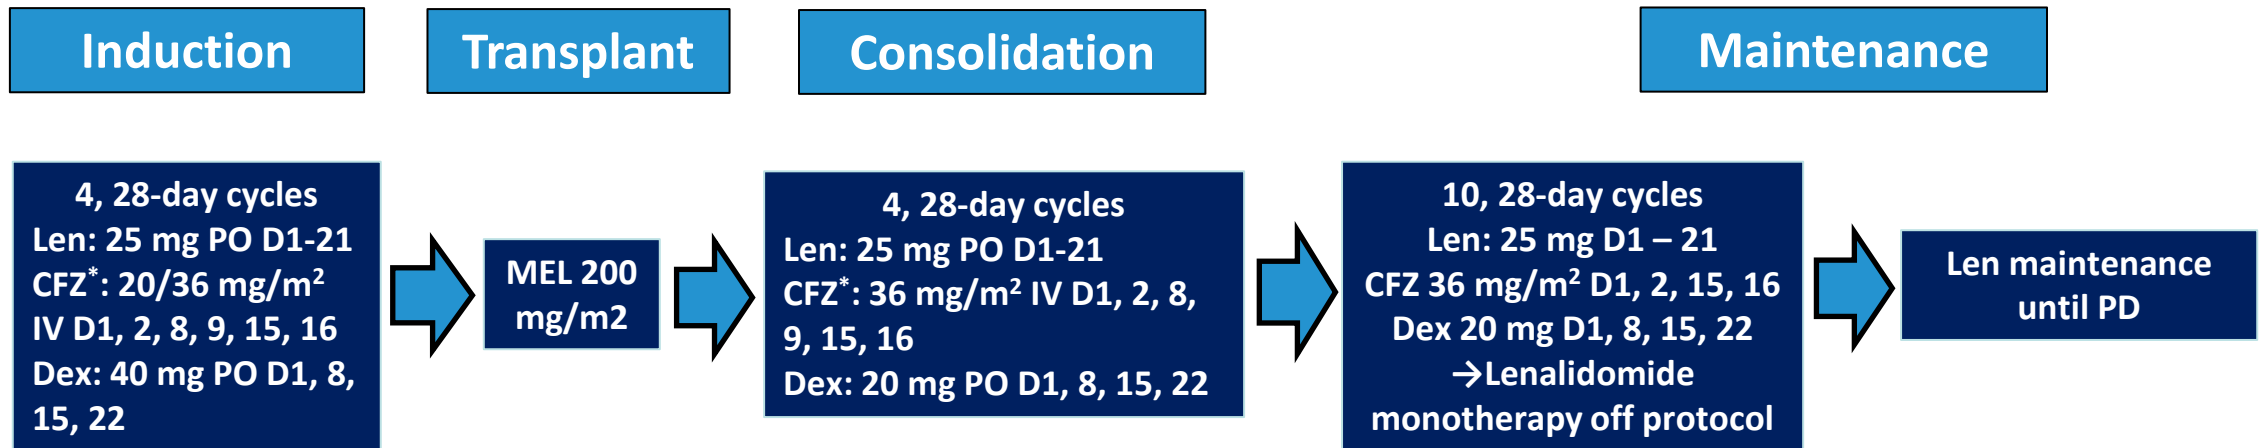 Induction
Transplant
Consolidation
Maintenance
4, 28-day cycles
Len: 25 mg PO D1-21
CFZ*: 20/36 mg/m²
IV D1, 2, 8, 9, 15, 16
Dex: 40 mg PO D1, 8,
15, 22
MEL 200
mg/m2
4, 28-day cycles
Len: 25 mg PO D1-21
CFZ*: 36 mg/m² IV D1, 2, 8,
9, 15, 16
Dex: 20 mg PO D1, 8, 15, 22
10, 28-day cycles
Len: 25 mg D1 – 21
CFZ 36 mg/m² D1, 2, 15, 16
Dex 20 mg D1, 8, 15, 22
→Lenalidomide
monotherapy off protocol
Len maintenance
until PD